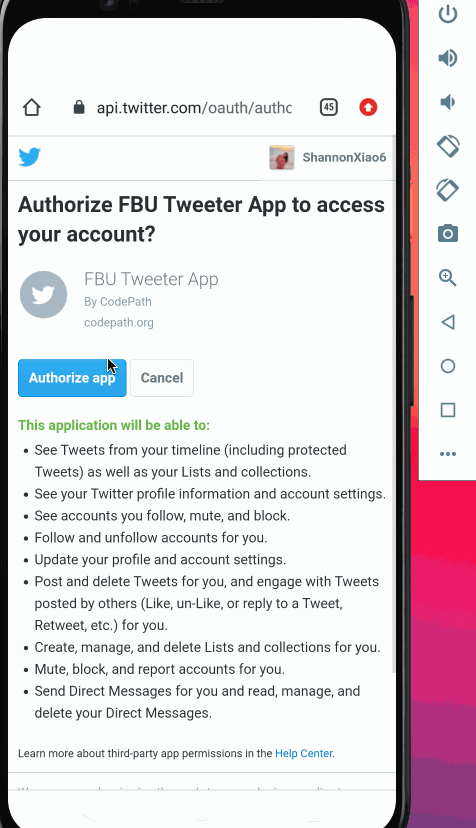 api.twitter.com/oauth/authc
45
ShannonXiao6
Authorize FBU Tweeter App to access
your account?
FBU Tweeter App
By CodePath
codepath.org
Authorize app
Cancel
This application will be able to:
• See Tweets from your timeline (including protected
Tweets) as well as your Lists and collections.
• See your Twitter profile information and account settings.
• See accounts you follow, mute, and block.
• Follow and unfollow accounts for you.
• Update your profile and account settings.
• Post and delete Tweets for you, and engage with Tweets
posted by others (Like, un-Like, or reply to a Tweet,
Retweet, etc.) for you.
• Create, manage, and delete Lists and collections for you.
• Mute, block, and report accounts for you.
• Send Direct Messages for you and read, manage, and
delete your Direct Messages.
Learn more about third-party app permissions in the Help Center.